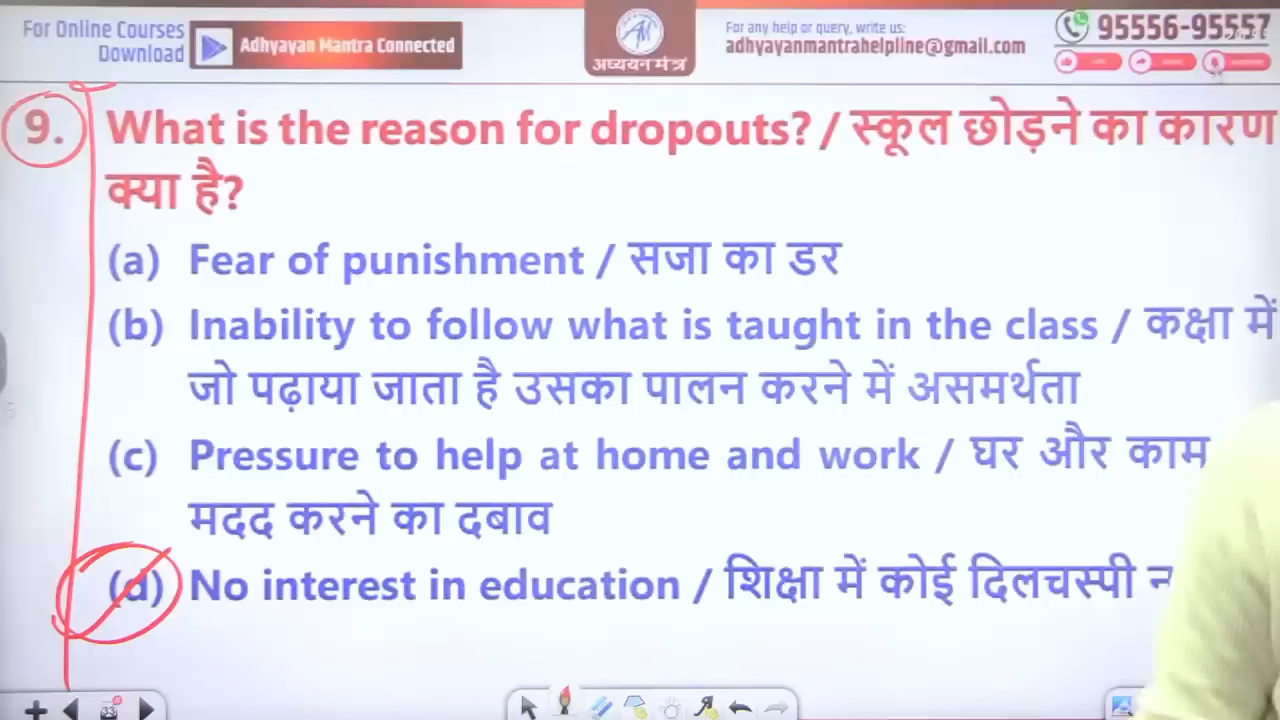 For Online Courses
Download
Adhyayan Mantra Connected
अध्ययन मंत्र
For any help or query, write us:
adhyayanmantrahelpline@gmail.com
95556-95557
9. What is the reason for dropouts? / स्कूल छोड़ने का कारण
क्या है?
(a) Fear of punishment / सजा का डर
(b) Inability to follow what is taught in the class / कक्षा में
जो पढ़ाया जाता है उसका पालन करने में असमर्थता
(c) Pressure to help at home and work / घर और काम
मदद करने का दबाव
(d) No interest in education / शिक्षा में कोई दिलचस्पी
33